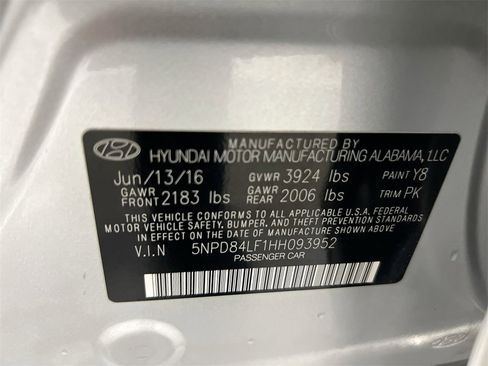 MANUFACTURED BY
HYUNDAI MOTOR MANUFACTURING ALABAMA, LLC
Jun/13/16 GVWR 3924 lbs PAINT Y8
GAWR FRONT 2183 lbs GAWR REAR 2006 lbs TRIM PK
THIS VEHICLE CONFORMS TO ALL APPLICABLE U.S.A. FEDERAL
MOTOR VEHICLE SAFETY, BUMPER, AND THEFT PREVENTION STANDARDS
IN EFFECT ON THE DATE OF MANUFACTURE SHOWN ABOVE.
V.I.N 5NPD84LF1HH093952
PASSENGER CAR